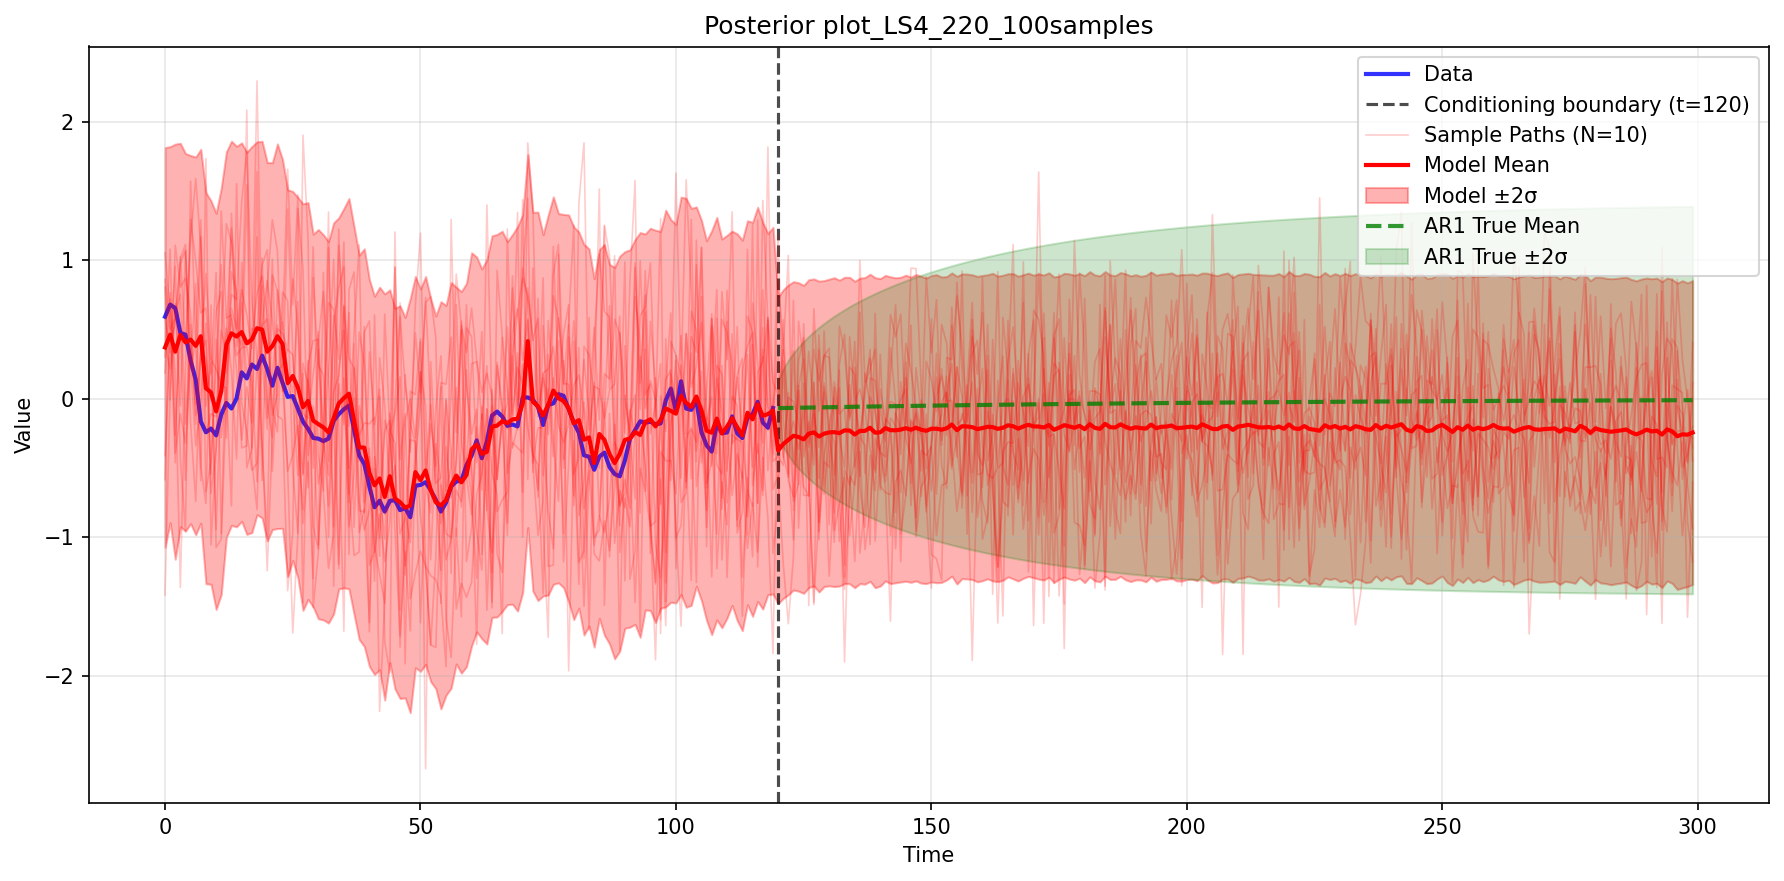 Posterior plot_LS4_220_100samples
Data
Conditioning boundary (t=120)
Sample Paths (N=10)
Model Mean
Model ±2σ
AR1 True Mean
AR1 True ±2σ
Value
2
1
0
−1
−2
0 50 100 150 200 250 300
Time